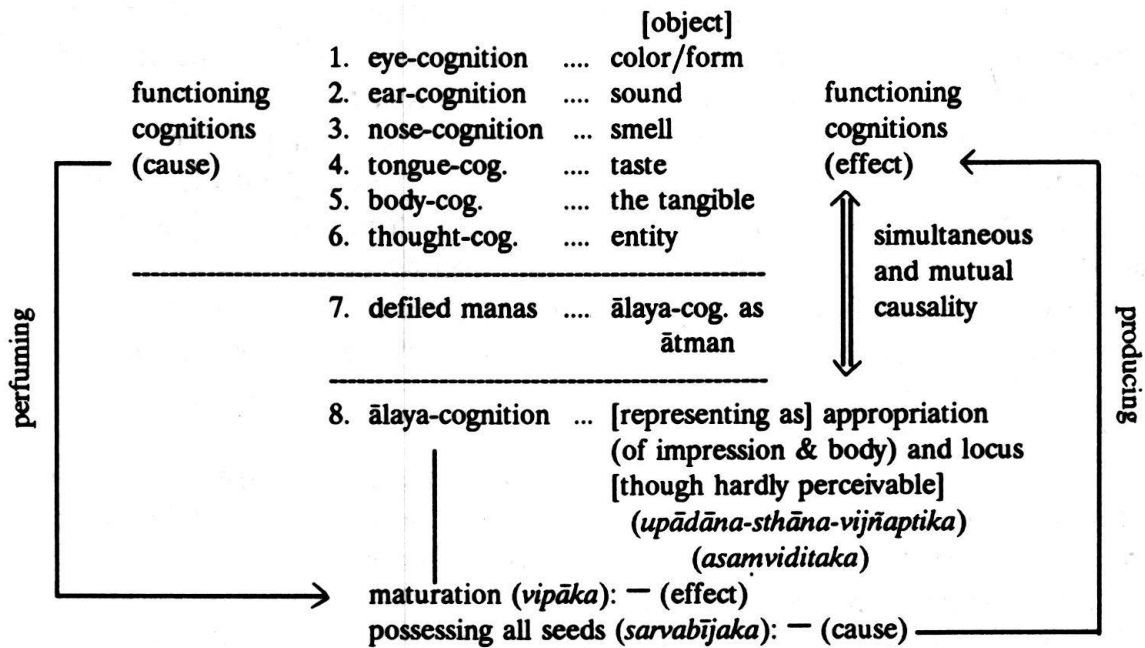 [object]
1. eye-cognition .... color/form
functioning 2. ear-cognition .... sound functioning
cognitions 3. nose-cognition ... smell cognitions
(cause) 4. tongue-cog. .... taste (effect)
5. body-cog. .... the tangible
6. thought-cog. .... entity
simultaneous
and mutual
causality
perfuming
producing
7. defiled manas .... ālaya-cog. as
ātman
8. ālaya-cognition ... [representing as] appropriation
(of impression & body) and locus
[though hardly perceivable]
(upādāna-sthāna-vijñaptika)
(asaṃviditaka)
maturation (vipāka): — (effect)
possessing all seeds (sarvabījaka): — (cause)